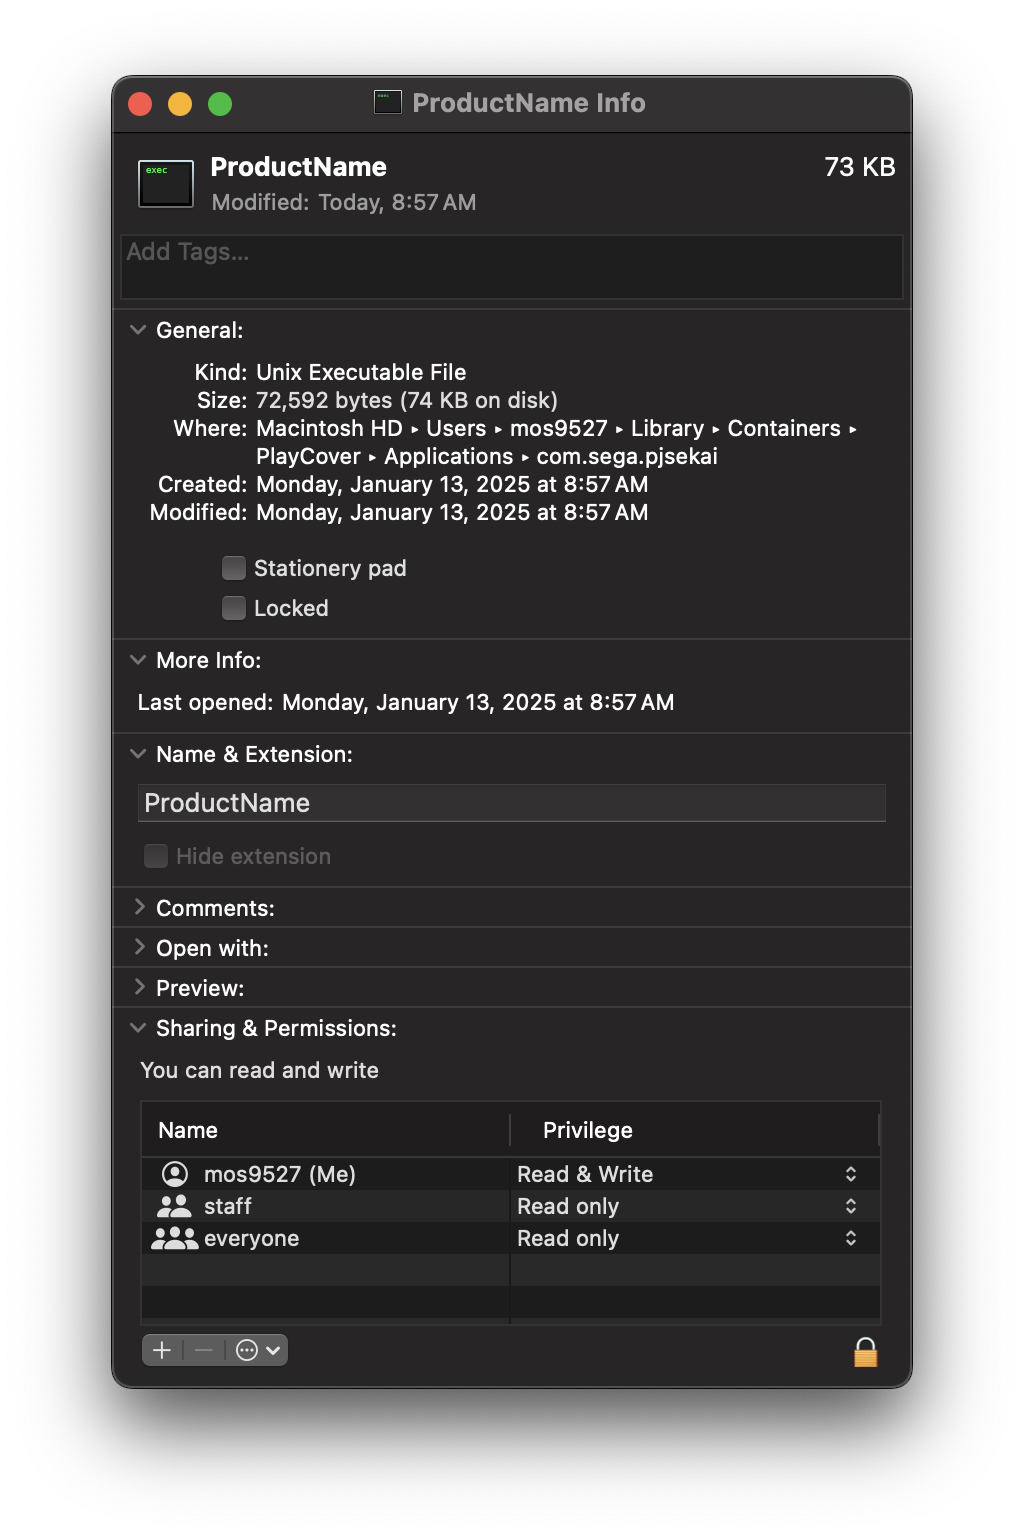 ProductName Info
exec
ProductName
73 KB
Modified: Today, 8:57 AM
Add Tags...
General:
Kind: Unix Executable File
Size: 72,592 bytes (74 KB on disk)
Where: Macintosh HD ▸ Users ▸ mos9527 ▸ Library ▸ Containers ▸
PlayCover ▸ Applications ▸ com.sega.pjsekai
Created: Monday, January 13, 2025 at 8:57 AM
Modified: Monday, January 13, 2025 at 8:57 AM
Stationery pad
Locked
More Info:
Last opened: Monday, January 13, 2025 at 8:57 AM
Name & Extension:
ProductName
Hide extension
Comments:
Open with:
Preview:
Sharing & Permissions:
You can read and write
Name Privilege
mos9527 (Me) Read & Write
staff Read only
everyone Read only